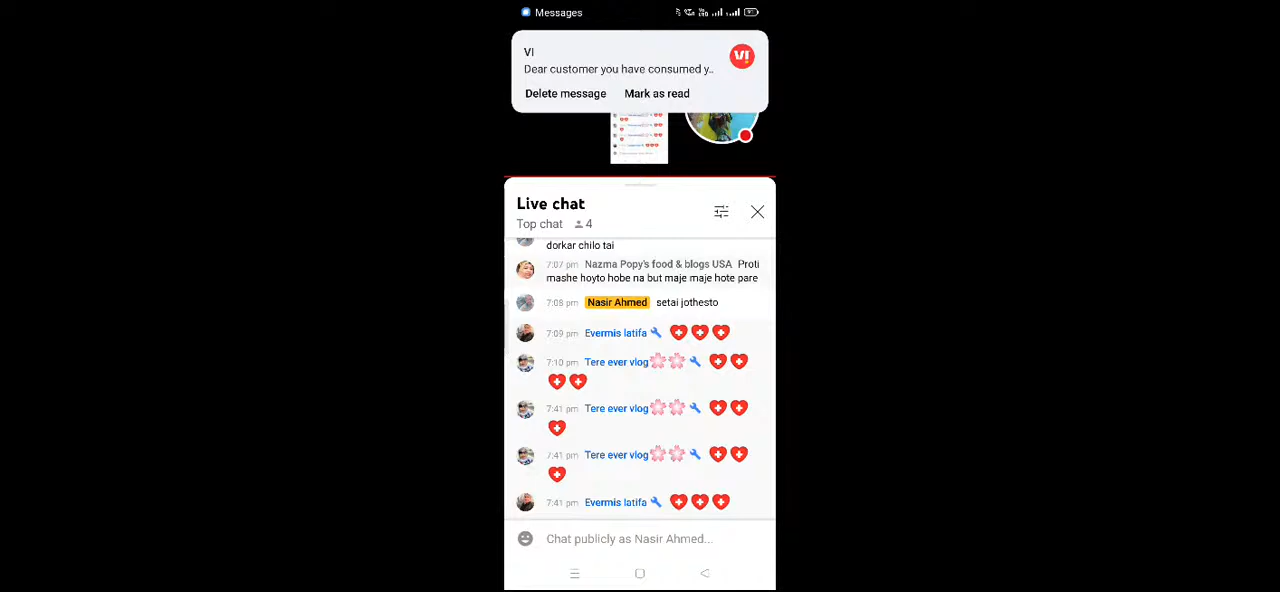 Messages
VI
Dear customer you have consumed y..
VI
Delete message Mark as read
Live chat
Top chat 4
dorkar chilo tai
7:07 pm Nazma Popy's food & blogs USA Proti
mashe hoyto hobe na but maje maje hote pare
7:08 pm Nasir Ahmed setai jothesto
7:09 pm Evermis latifa
7:10 pm Tere ever vlog
7:41 pm Tere ever vlog
7:41 pm Tere ever vlog
7:41 pm Evermis latifa
Chat publicly as Nasir Ahmed...